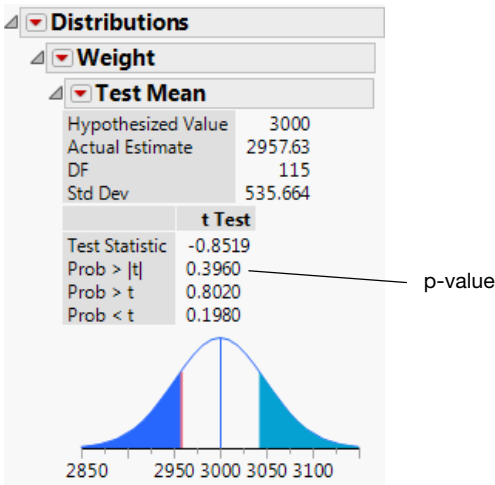 Distributions
Weight
Test Mean
Hypothesized Value 3000
Actual Estimate 2957.63
DF 115
Std Dev 535.664
t Test
Test Statistic -0.8519
Prob > |t| 0.3960
p-value
Prob > t 0.8020
Prob < t 0.1980
2850 2950 3000 3050 3100